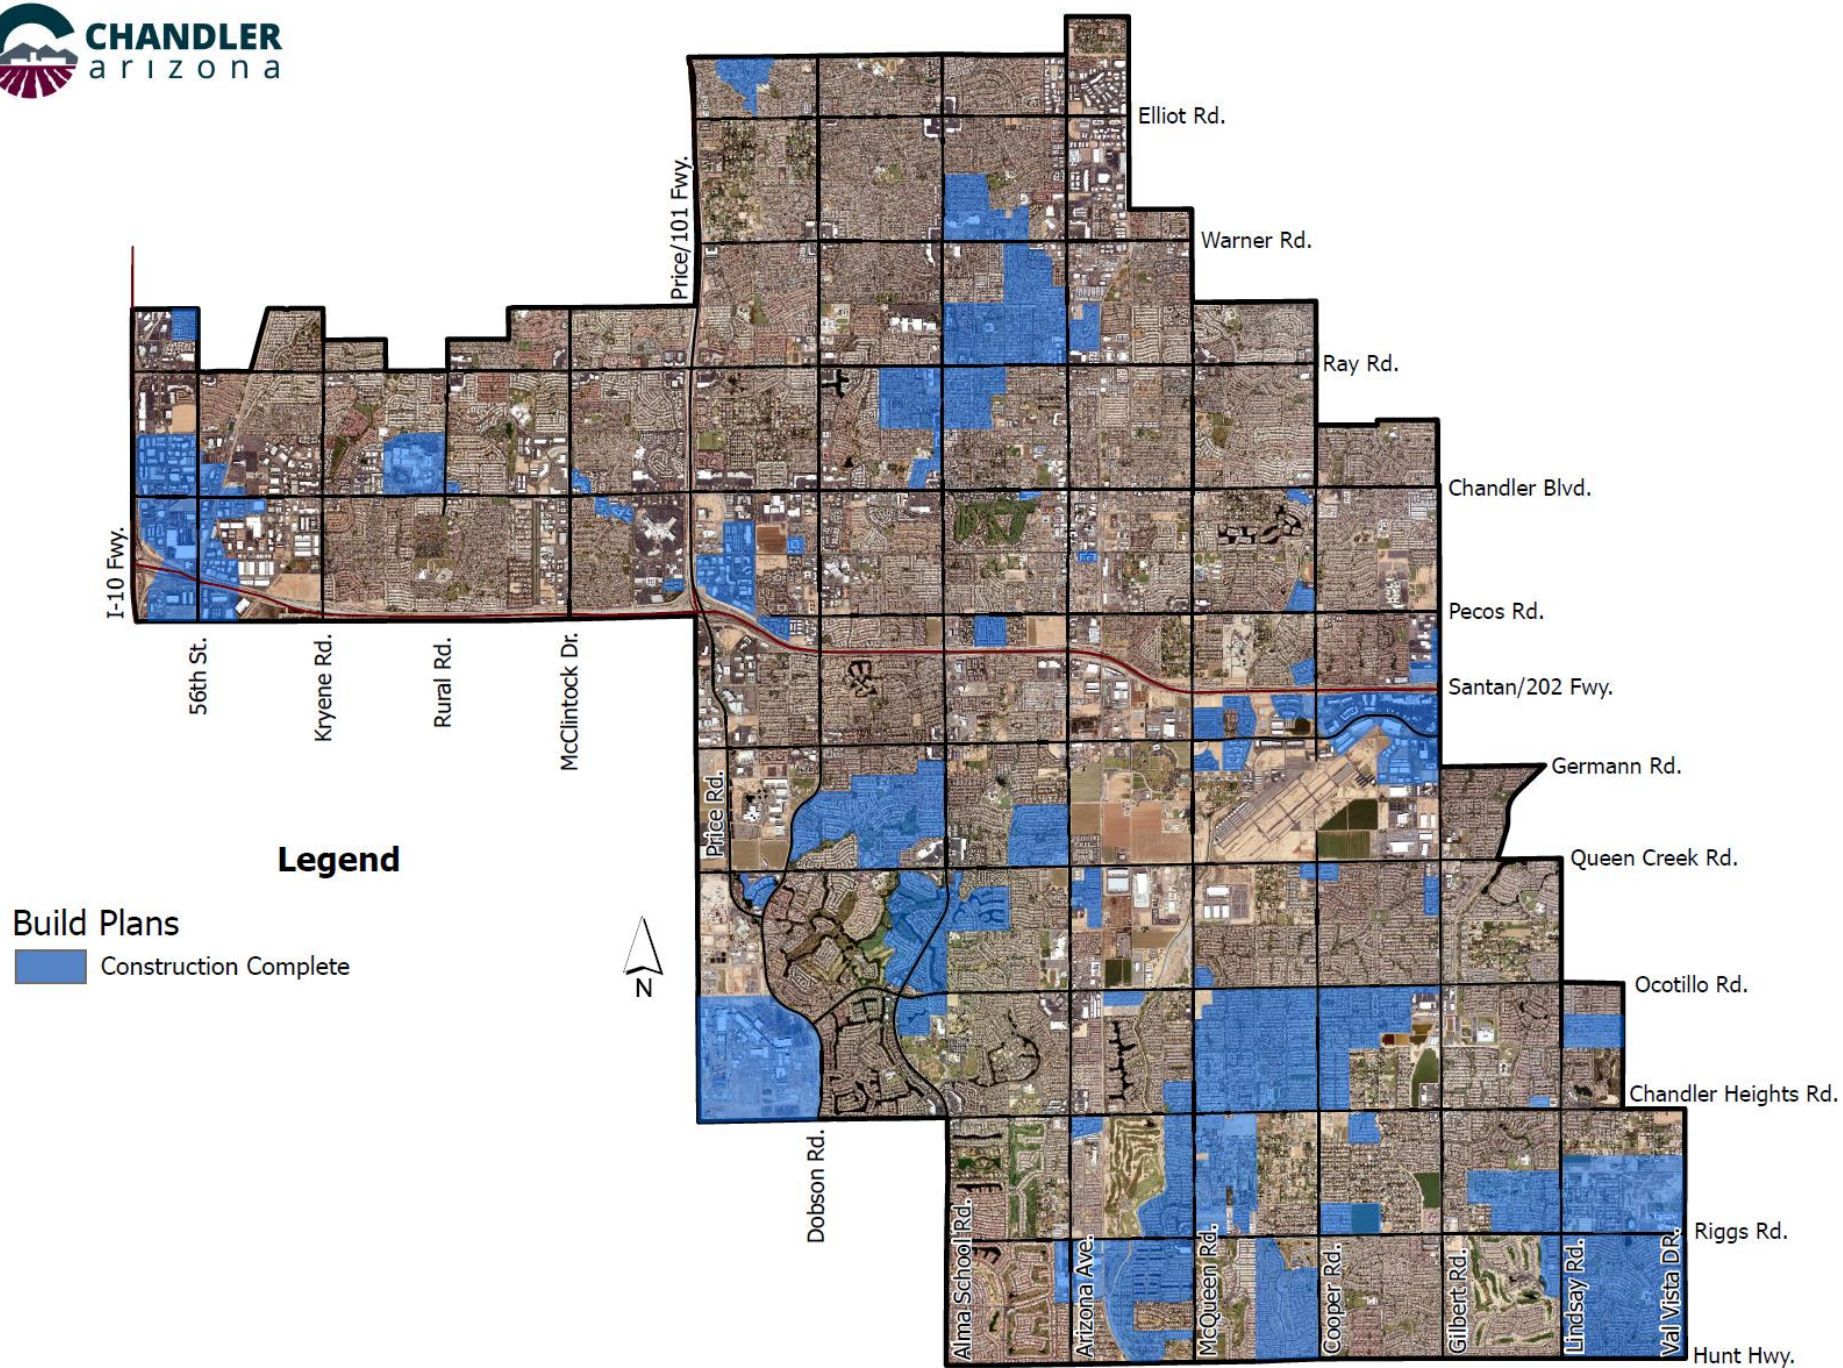 CHANDLER
arizona
Elliot Rd.
Price/101 Fwy.
Warner Rd.
Ray Rd.
Chandler Blvd.
I-10 Fwy.
Pecos Rd.
56th St.
Kryene Rd.
Rural Rd.
McClintock Dr.
Santan/202 Fwy.
Germann Rd.
Price Rd.
Queen Creek Rd.
Legend
Build Plans
Construction Complete
N
Ocotillo Rd.
Chandler Heights Rd.
Dobson Rd.
Alma School Rd.
Arizona Ave.
McQueen Rd.
Cooper Rd.
Gilbert Rd.
Lindsay Rd.
Val Vista DR.
Riggs Rd.
Hunt Hwy.